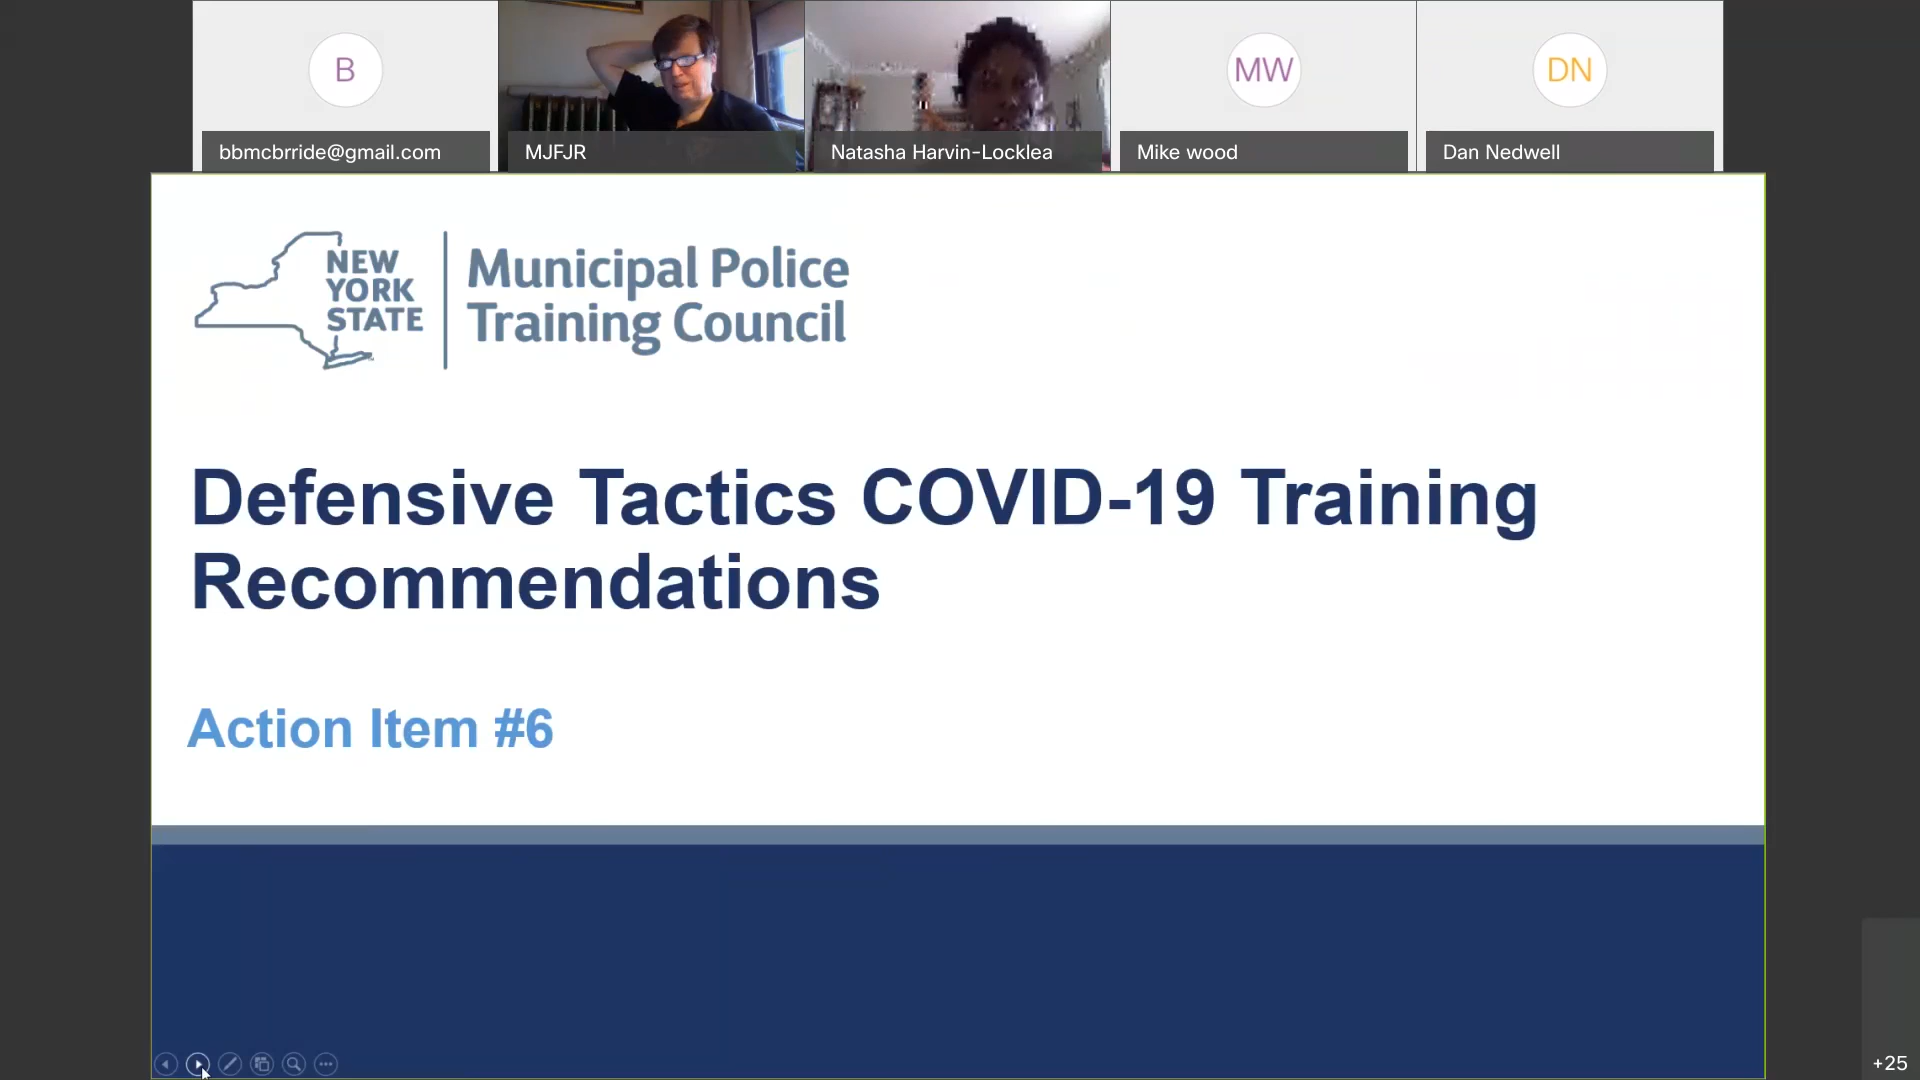 B
MW
DN
bbmcbrride@gmail.com
MJFJR
Natasha Harvin-Locklea
Mike wood
Dan Nedwell
NEW
YORK
STATE
Municipal Police
Training Council
Defensive Tactics COVID-19 Training
Recommendations
Action Item #6
+25